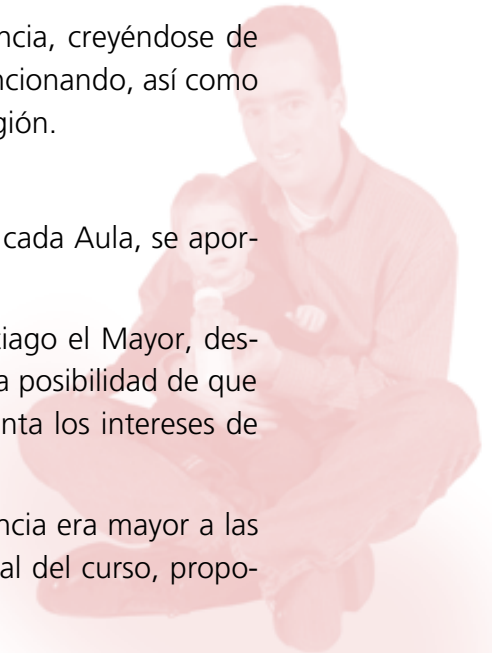 ncia, creyéndose de
ncionando, así como
gión.
cada Aula, se apor-
tiago el Mayor, des-
a posibilidad de que
nta los intereses de
ncia era mayor a las
al del curso, propo-